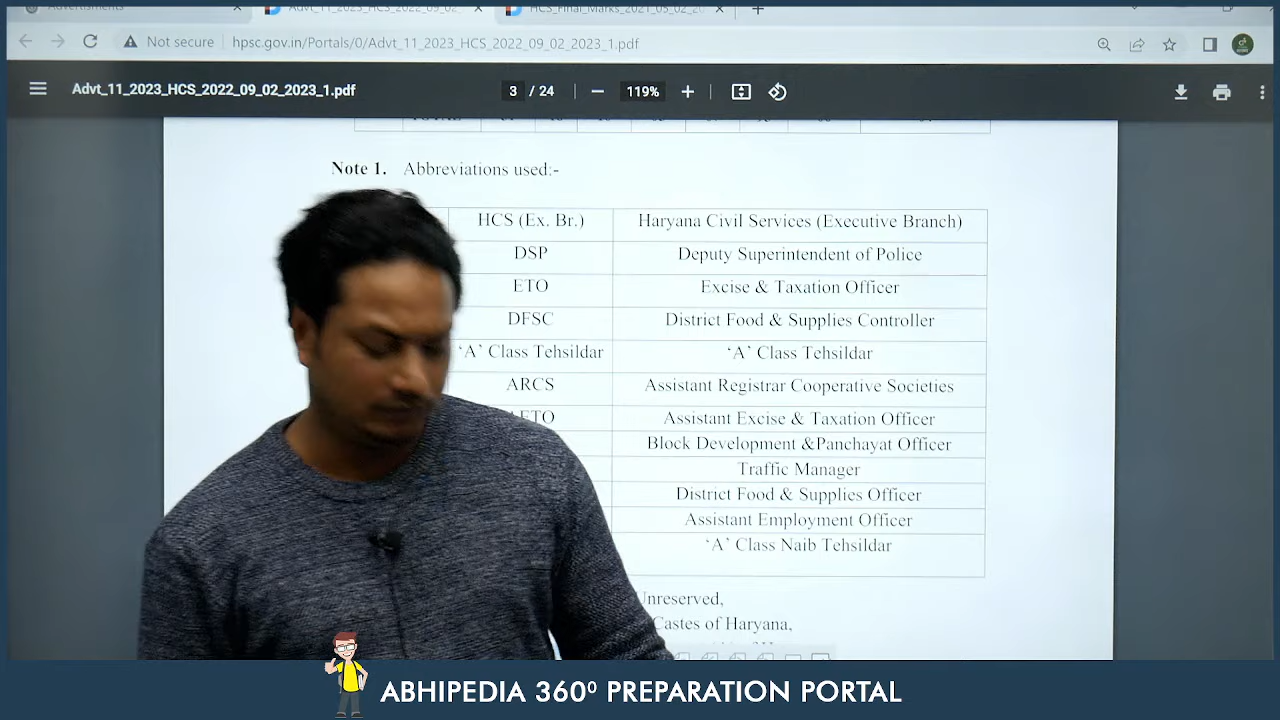 Advt_11_2023_HCS_2022_09_02
HCS_Final_Marks_2021_05_02_20
Not secure hpsc.gov.in/Portals/0/Advt_11_2023_HCS_2022_09_02_2023_1.pdf
Advt_11_2023_HCS_2022_09_02_2023_1.pdf 3 / 24 119%
Note 1. Abbreviations used:-
HCS (Ex. Br.) Haryana Civil Services (Executive Branch)
DSP Deputy Superintendent of Police
ETO Excise & Taxation Officer
DFSC District Food & Supplies Controller
‘A’ Class Tehsildar ‘A’ Class Tehsildar
ARCS Assistant Registrar Cooperative Societies
AETO Assistant Excise & Taxation Officer
Block Development &Panchayat Officer
Traffic Manager
District Food & Supplies Officer
Assistant Employment Officer
‘A’ Class Naib Tehsildar
Unreserved,
Castes of Haryana,
ABHIPEDIA 360⁰ PREPARATION PORTAL